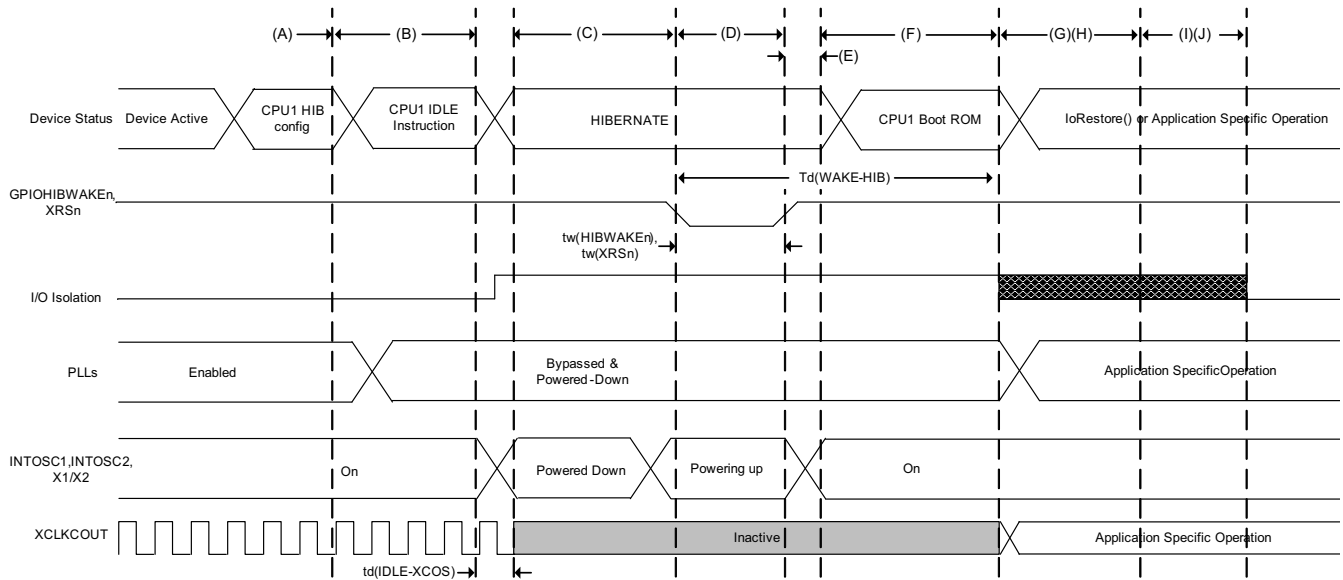 (A)
(B)
(C)
(D)
(E)
(F)
(G)(H)
(I)(J)
Device Status
Device Active
CPU1 HIB
config
CPU1 IDLE
Instruction
HIBERNATE
CPU1 Boot ROM
IoRestore() or Application Specific Operation
Td(WAKE-HIB)
GPIOHIBWAKEn,
XRSn
tw(HIBWAKEn),
tw(XRSn)
I/O Isolation
PLLs
Enabled
Bypassed &
Powered-Down
Application SpecificOperation
INTOSC1,INTOSC2,
X1/X2
On
Powered Down
Powering up
On
XCLKCOUT
Inactive
Application Specific Operation
td(IDLE-XCOS)